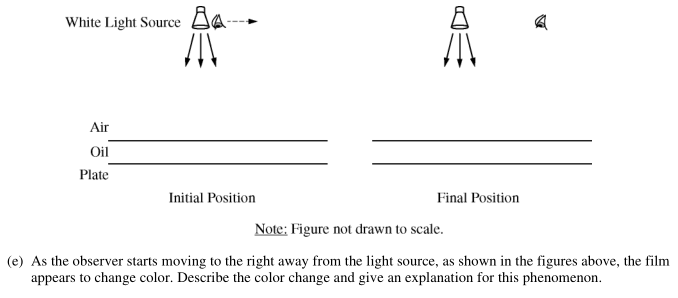 White Light Source
Air
Oil
Plate
Initial Position Final Position
Note: Figure not drawn to scale.
(e) As the observer starts moving to the right away from the light source, as shown in the figures above, the film
appears to change color. Describe the color change and give an explanation for this phenomenon.